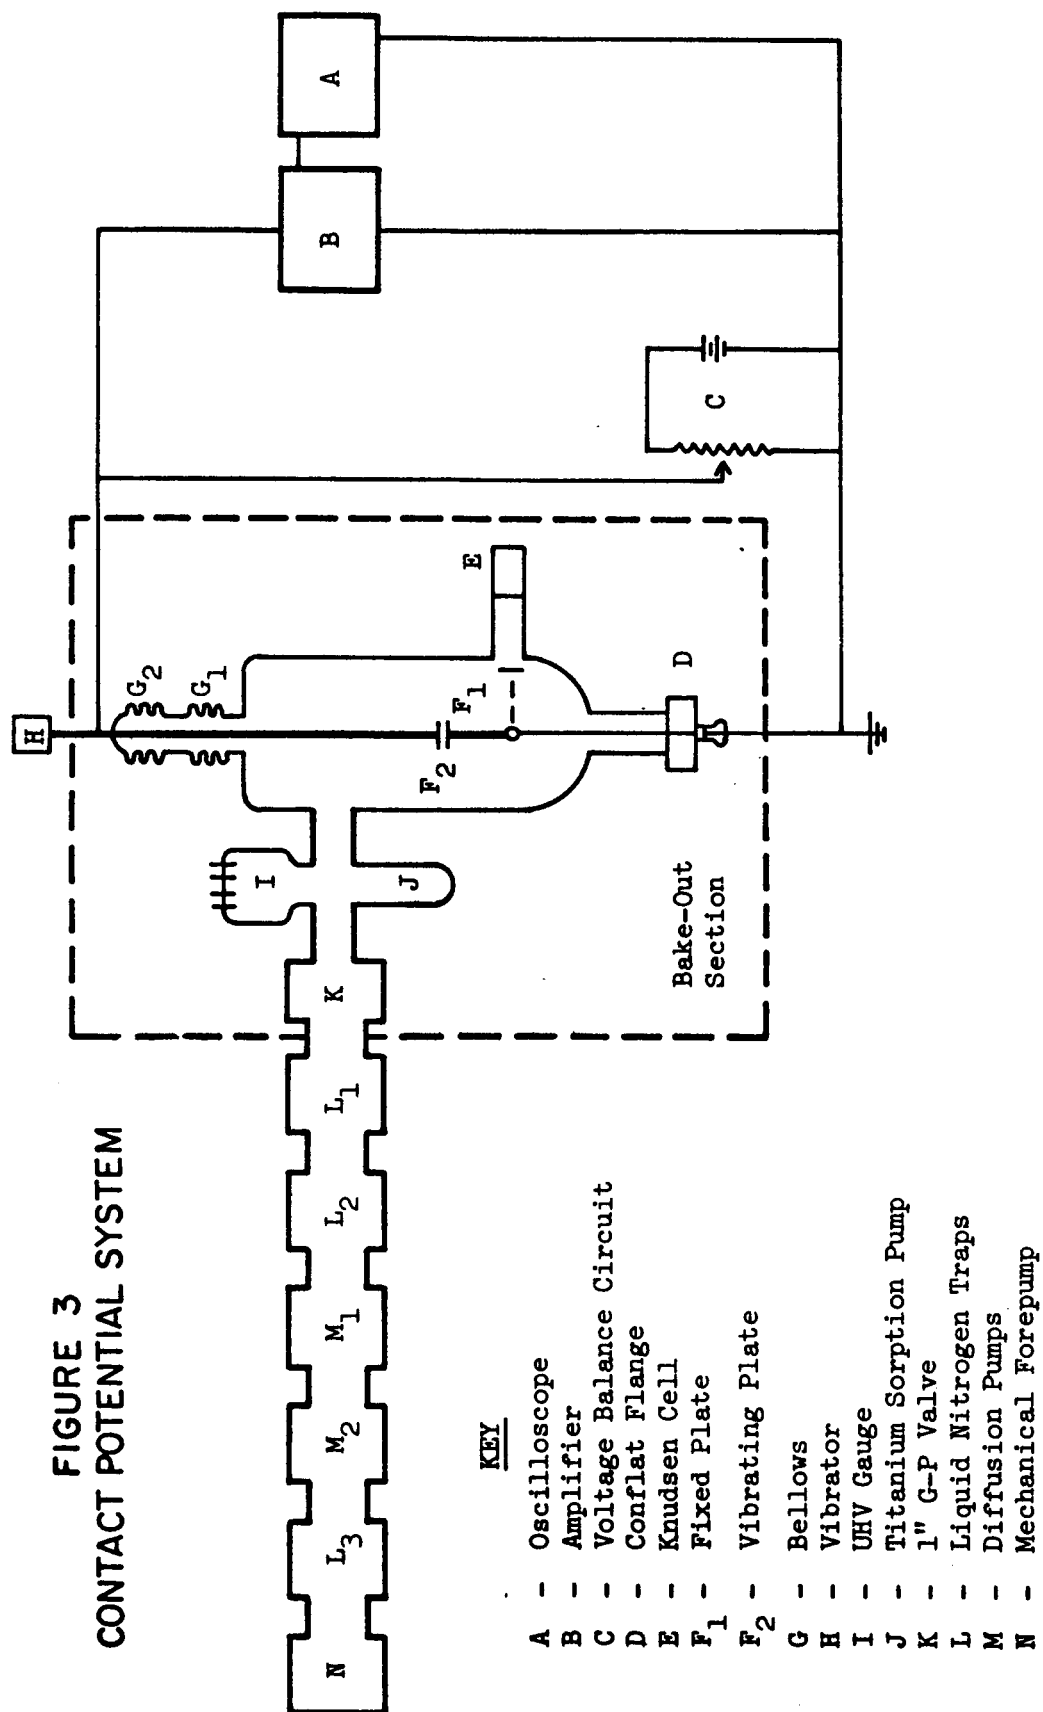 FIGURE 3
CONTACT POTENTIAL SYSTEM
H
G2
G1
F1
F2
E
D
I
J
K
L1
L2
M1
M2
L3
N
Bake-Out
Section
A
B
C
KEY
A - Oscilloscope
B - Amplifier
C - Voltage Balance Circuit
D - Conflat Flange
E - Knudsen Cell
F1 - Fixed Plate
F2 - Vibrating Plate
G - Bellows
H - Vibrator
I - UHV Gauge
J - Titanium Sorption Pump
K - 1" G-P Valve
L - Liquid Nitrogen Traps
M - Diffusion Pumps
N - Mechanical Forepump